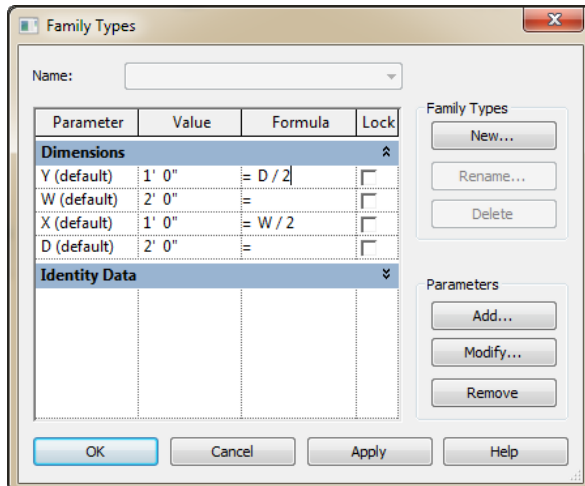 Family Types
Name:
Parameter Value Formula Lock
Dimensions
Y (default) 1' 0" = D / 2
W (default) 2' 0" =
X (default) 1' 0" = W / 2
D (default) 2' 0" =
Identity Data
Family Types
New...
Rename...
Delete
Parameters
Add...
Modify...
Remove
OK Cancel Apply Help